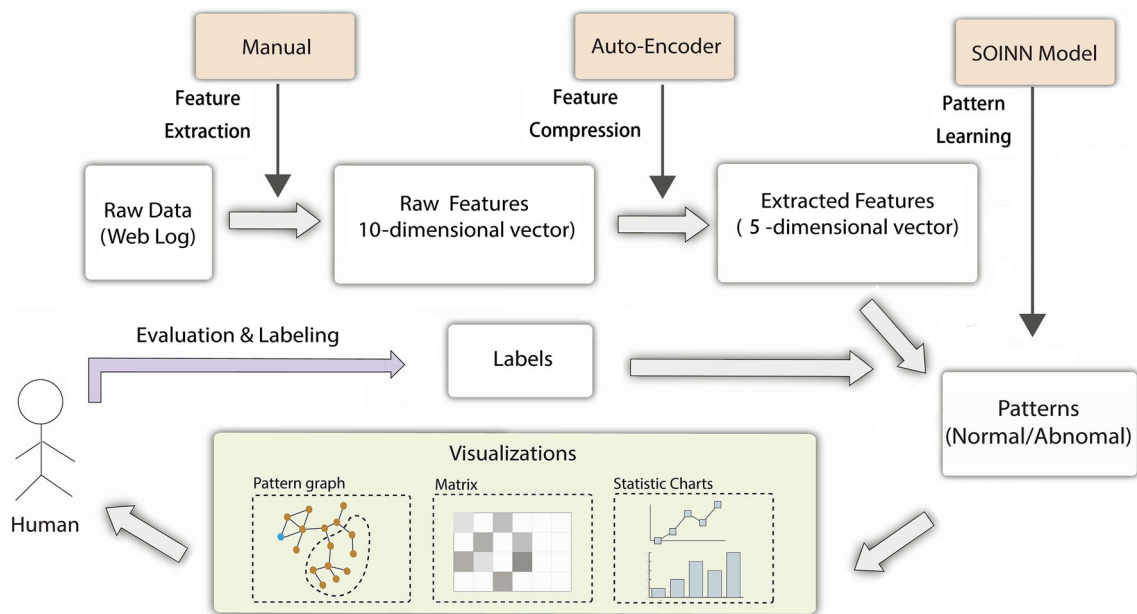 Manual
Auto-Encoder
SOINN Model
Feature
Extraction
Feature
Compression
Pattern
Learning
Raw Data
(Web Log)
Raw  Features
10-dimensional vector)
Extracted Features
( 5 -dimensional vector)
Evaluation & Labeling
Labels
Patterns
(Normal/Abnomal)
Human
Visualizations
Pattern graph
Matrix
Statistic Charts